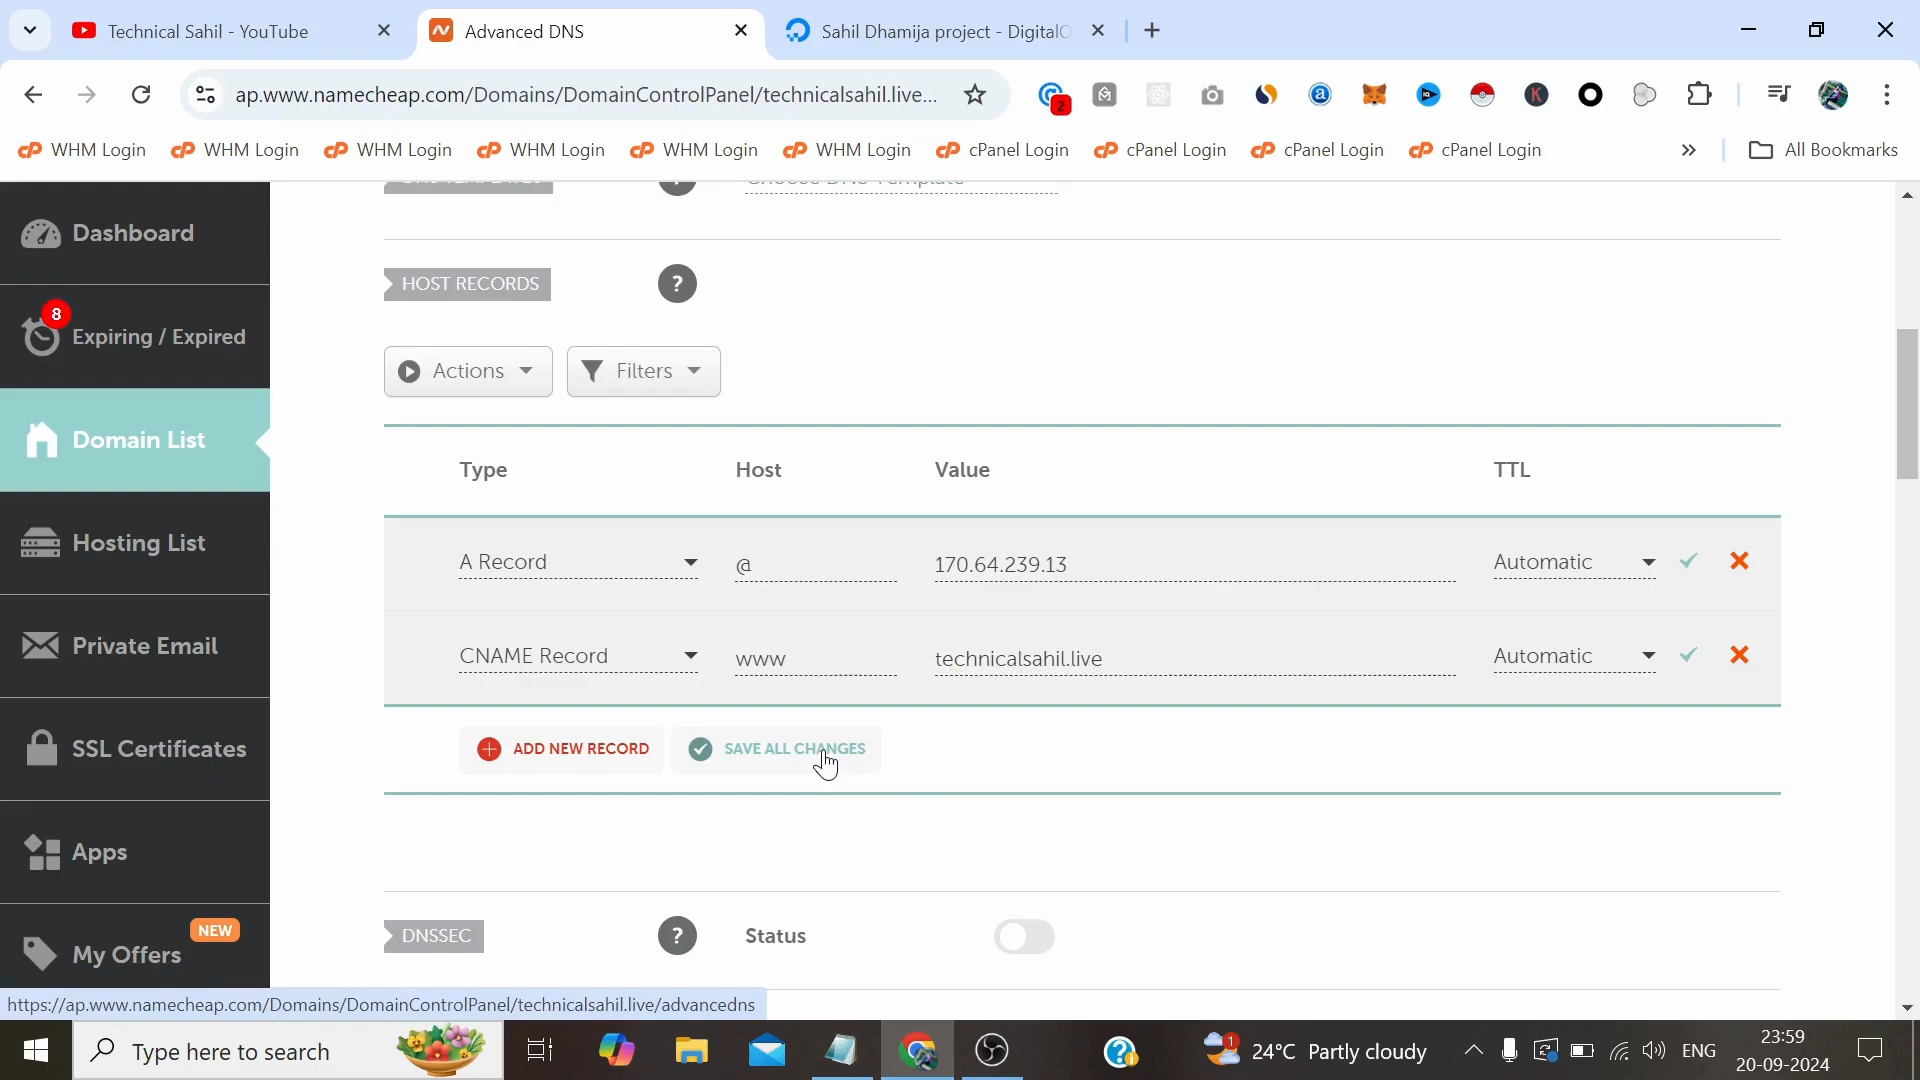 Technical Sahil - YouTube
Advanced DNS
Sahil Dhamija project - DigitalO
ap.www.namecheap.com/Domains/DomainControlPanel/technicalsahil.live...
2
WHM Login
WHM Login
WHM Login
WHM Login
WHM Login
WHM Login
cPanel Login
cPanel Login
cPanel Login
cPanel Login
All Bookmarks
Choose DNS Template
Dashboard
HOST RECORDS
?
8
Expiring / Expired
Actions
Filters
Domain List
Type
Host
Value
TTL
Hosting List
A Record
@
170.64.239.13
Automatic
Private Email
CNAME Record
www
technicalsahil.live
Automatic
SSL Certificates
ADD NEW RECORD
SAVE ALL CHANGES
Apps
NEW
My Offers
DNSSEC
?
Status
https://ap.www.namecheap.com/Domains/DomainControlPanel/technicalsahil.live/advancedns
Type here to search
1
24°C Partly cloudy
ENG
23:59
20-09-2024